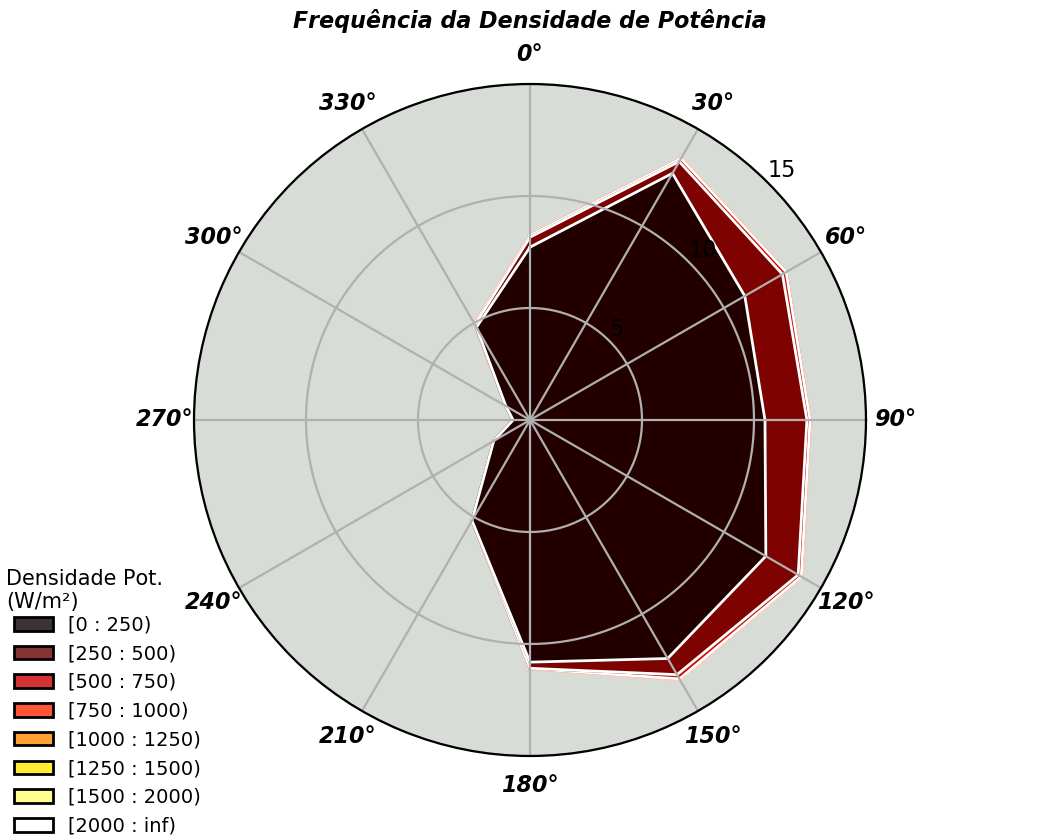 Frequência da Densidade de Potência
0°
330°
30°
15
300°
60°
10
5
270°
90°
240°
120°
210°
150°
180°
Densidade Pot.
(W/m²)
[0 : 250)
[250 : 500)
[500 : 750)
[750 : 1000)
[1000 : 1250)
[1250 : 1500)
[1500 : 2000)
[2000 : inf)